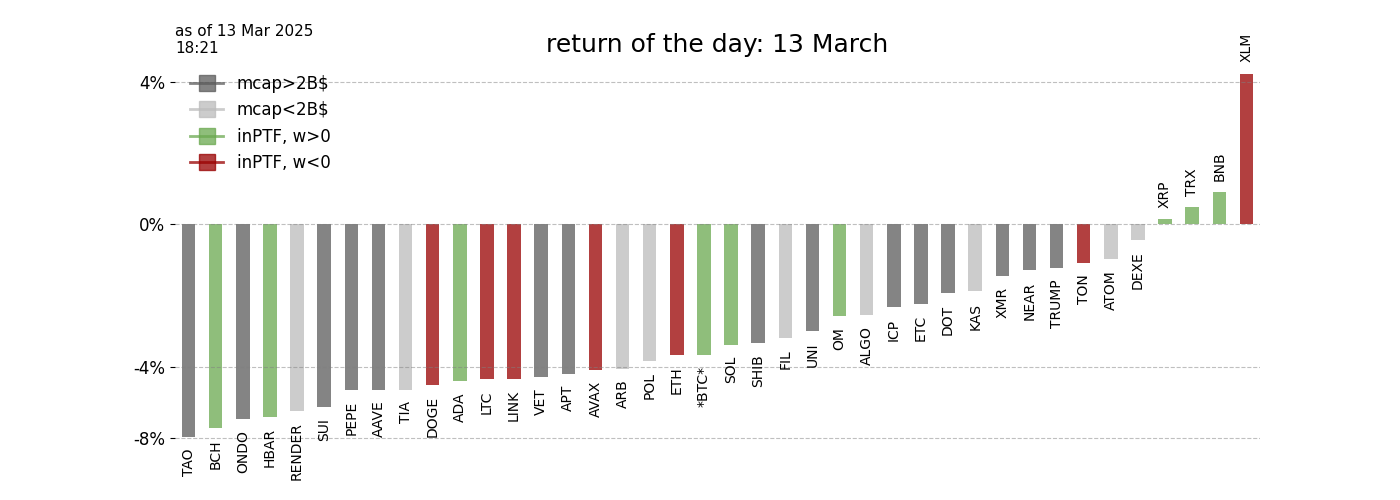 as of 13 Mar 2025
18:21
return of the day: 13 March
mcap>2B$
mcap<2B$
inPTF, w>0
inPTF, w<0
4%
0%
-4%
-8%
TAO
BCH
ONDO
HBAR
RENDER
SUI
PEPE
AAVE
TIA
DOGE
ADA
LTC
LINK
VET
APT
AVAX
ARB
POL
ETH
*BTC*
SOL
SHIB
FIL
UNI
OM
ALGO
ICP
ETC
DOT
KAS
XMR
NEAR
TRUMP
TON
ATOM
DEXE
XRP
TRX
BNB
XLM